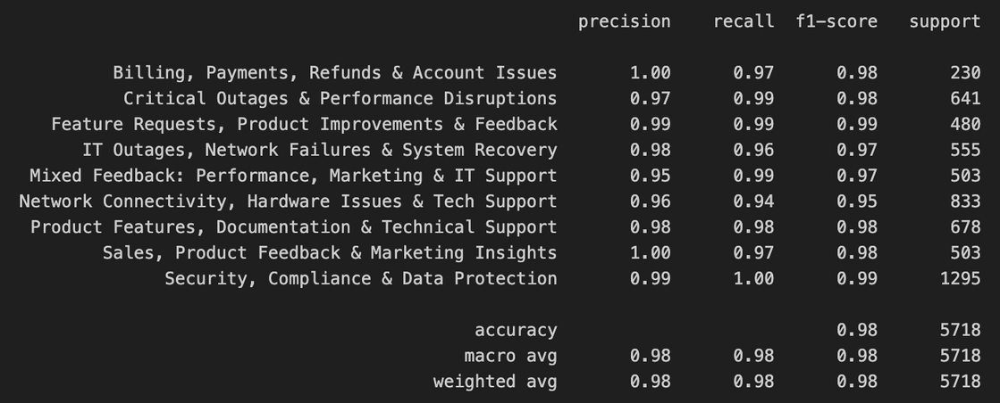 precision recall f1-score support
Billing, Payments, Refunds & Account Issues 1.00 0.97 0.98 230
Critical Outages & Performance Disruptions 0.97 0.99 0.98 641
Feature Requests, Product Improvements & Feedback 0.99 0.99 0.99 480
IT Outages, Network Failures & System Recovery 0.98 0.96 0.97 555
Mixed Feedback: Performance, Marketing & IT Support 0.95 0.99 0.97 503
Network Connectivity, Hardware Issues & Tech Support 0.96 0.94 0.95 833
Product Features, Documentation & Technical Support 0.98 0.98 0.98 678
Sales, Product Feedback & Marketing Insights 1.00 0.97 0.98 503
Security, Compliance & Data Protection 0.99 1.00 0.99 1295
accuracy 0.98 5718
macro avg 0.98 0.98 0.98 5718
weighted avg 0.98 0.98 0.98 5718